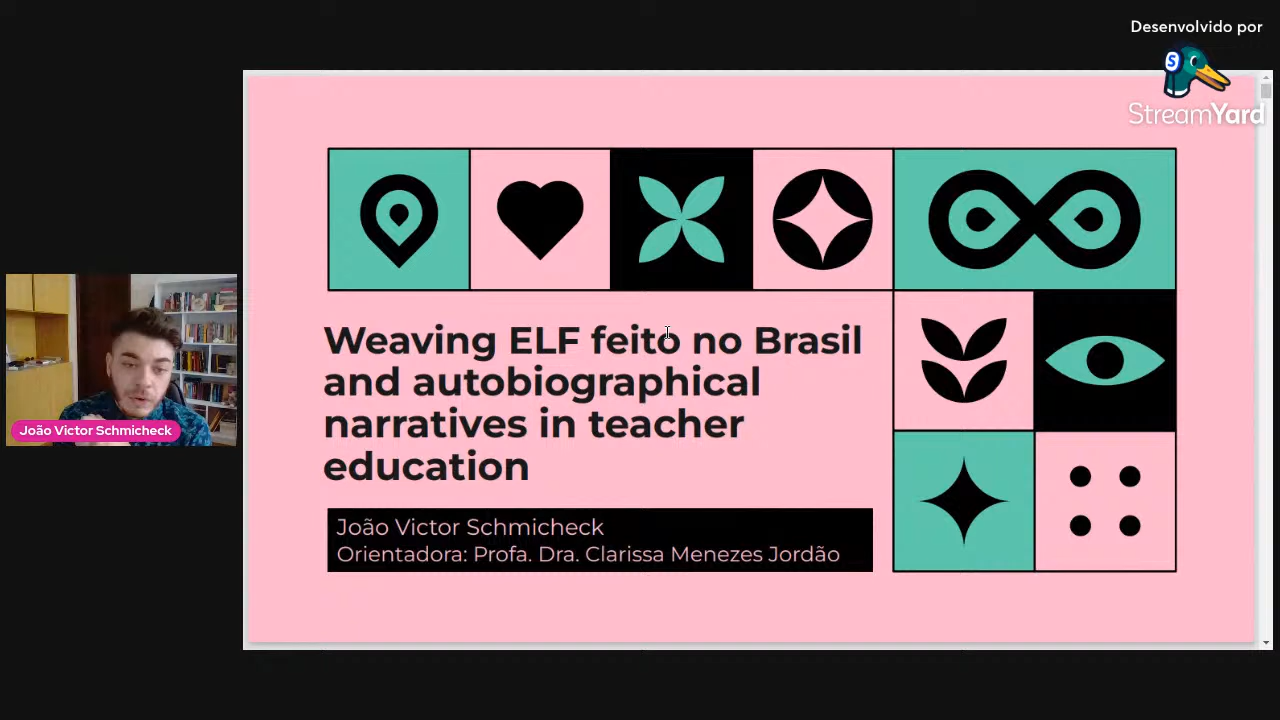 Desenvolvido por
S
StreamYard
Weaving ELF feito no Brasil
and autobiographical
narratives in teacher
education
João Victor Schmicheck
Orientadora: Profa. Dra. Clarissa Menezes Jordão
João Victor Schmicheck